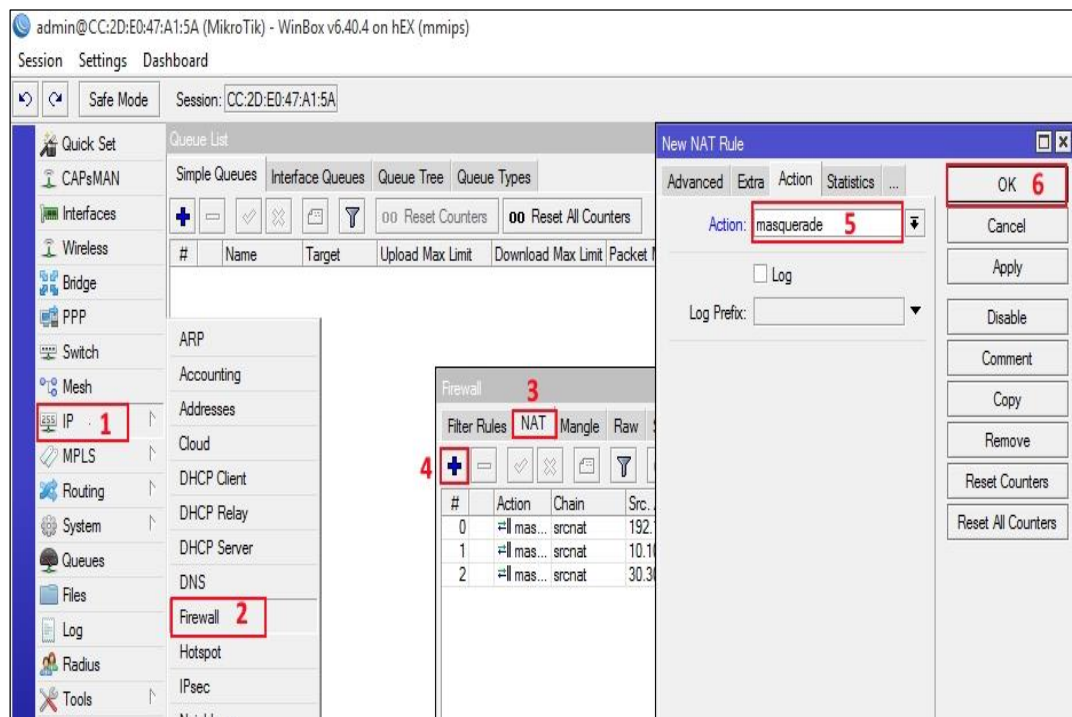 admin@CC:2D:E0:47:A1:5A (MikroTik) - WinBox v6.40.4 on hEX (mmips)
Session Settings Dashboard
Safe Mode Session: CC:2D:E0:47:A1:5A
Quick Set
CAPsMAN
Interfaces
Wireless
Bridge
PPP
Switch
Mesh
255 IP 1
MPLS
Routing
System
Queues
Files
Log
Radius
Tools
Queue List
Simple Queues Interface Queues Queue Tree Queue Types
00 Reset Counters 00 Reset All Counters
# Name Target Upload Max Limit Download Max Limit Packet
ARP
Accounting
Addresses
Cloud
DHCP Client
DHCP Relay
DHCP Server
DNS
Firewall 2
Hotspot
IPsec
Firewall
3
Filter Rules NAT Mangle Raw
4
# Action Chain Src.
0 mas... srcnat 192.
1 mas... srcnat 10.10
2 mas... srcnat 30.30
New NAT Rule
Advanced Extra Action Statistics ...
Action: masquerade 5
Log
Log Prefix:
OK 6
Cancel
Apply
Disable
Comment
Copy
Remove
Reset Counters
Reset All Counters